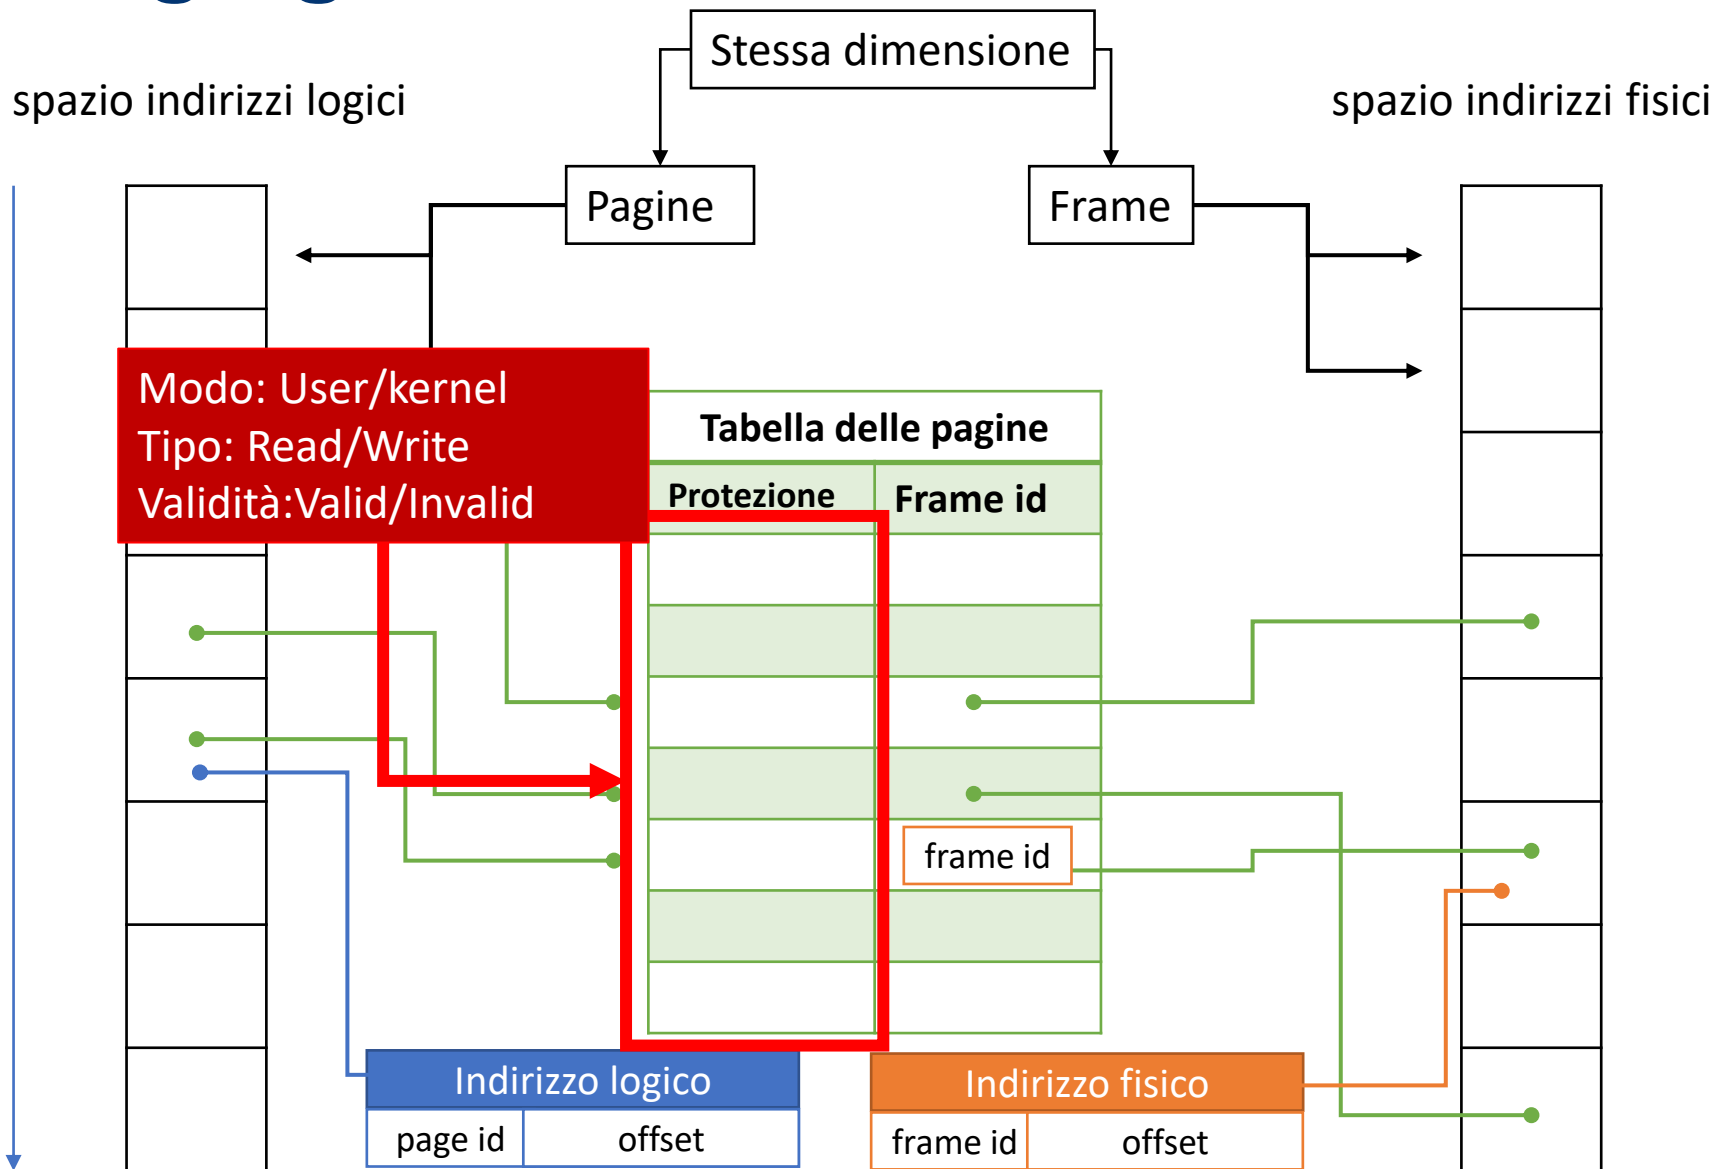 Stessa dimensione
spazio indirizzi logici
spazio indirizzi fisici
Pagine
Frame
Modo: User/kernel
Tipo: Read/Write
Validità:Valid/Invalid
Tabella delle pagine
Protezione
Frame id
frame id
Indirizzo logico
page id
offset
Indirizzo fisico
frame id
offset